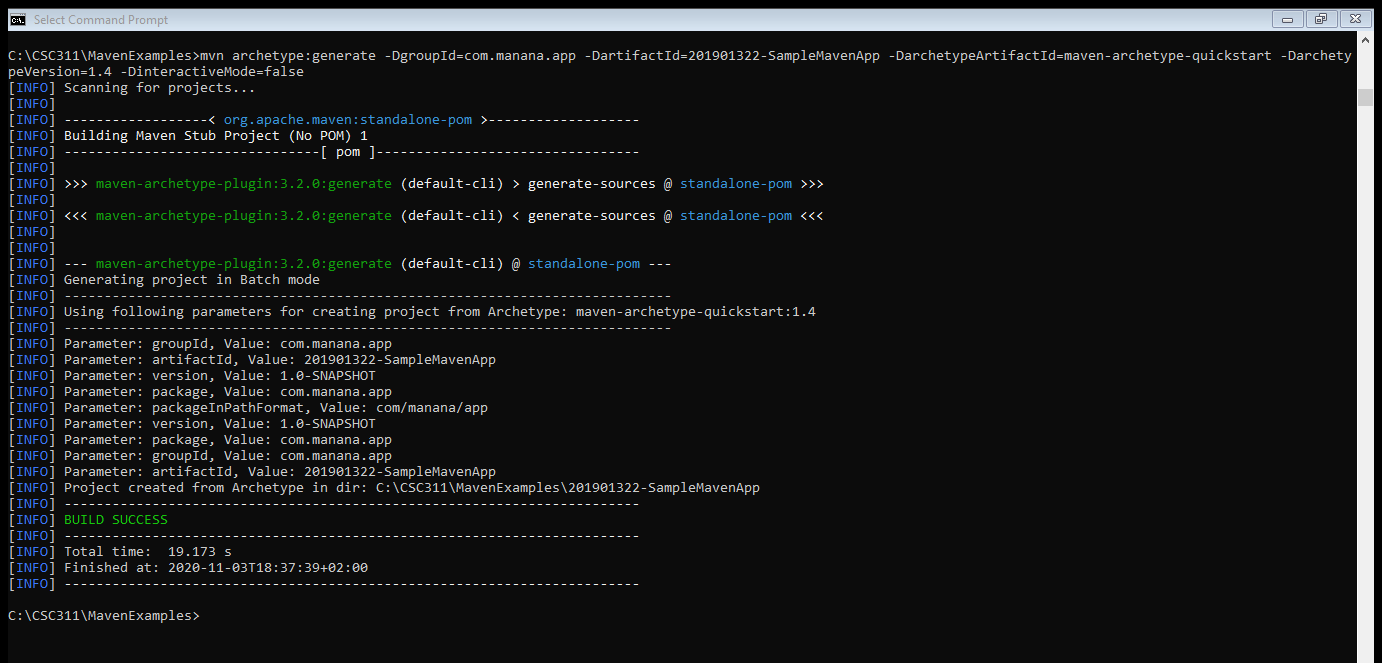 Select Command Prompt
C:\CSC311\MavenExamples>mvn archetype:generate -DgroupId=com.manana.app -DartifactId=201901322-SampleMavenApp -DarchetypeArtifactId=maven-archetype-quickstart -Darchety
peVersion=1.4 -DinteractiveMode=false
[INFO] Scanning for projects...
[INFO]
[INFO] ------------------< org.apache.maven:standalone-pom >-------------------
[INFO] Building Maven Stub Project (No POM) 1
[INFO] --------------------------------[ pom ]---------------------------------
[INFO]
[INFO] >>> maven-archetype-plugin:3.2.0:generate (default-cli) > generate-sources @ standalone-pom >>>
[INFO]
[INFO] <<< maven-archetype-plugin:3.2.0:generate (default-cli) < generate-sources @ standalone-pom <<<
[INFO]
[INFO]
[INFO] --- maven-archetype-plugin:3.2.0:generate (default-cli) @ standalone-pom ---
[INFO] Generating project in Batch mode
[INFO] ----------------------------------------------------------------------------
[INFO] Using following parameters for creating project from Archetype: maven-archetype-quickstart:1.4
[INFO] ----------------------------------------------------------------------------
[INFO] Parameter: groupId, Value: com.manana.app
[INFO] Parameter: artifactId, Value: 201901322-SampleMavenApp
[INFO] Parameter: version, Value: 1.0-SNAPSHOT
[INFO] Parameter: package, Value: com.manana.app
[INFO] Parameter: packageInPathFormat, Value: com/manana/app
[INFO] Parameter: version, Value: 1.0-SNAPSHOT
[INFO] Parameter: package, Value: com.manana.app
[INFO] Parameter: groupId, Value: com.manana.app
[INFO] Parameter: artifactId, Value: 201901322-SampleMavenApp
[INFO] Project created from Archetype in dir: C:\CSC311\MavenExamples\201901322-SampleMavenApp
[INFO] ------------------------------------------------------------------------
[INFO] BUILD SUCCESS
[INFO] ------------------------------------------------------------------------
[INFO] Total time:  19.173 s
[INFO] Finished at: 2020-11-03T18:37:39+02:00
[INFO] ------------------------------------------------------------------------
C:\CSC311\MavenExamples>